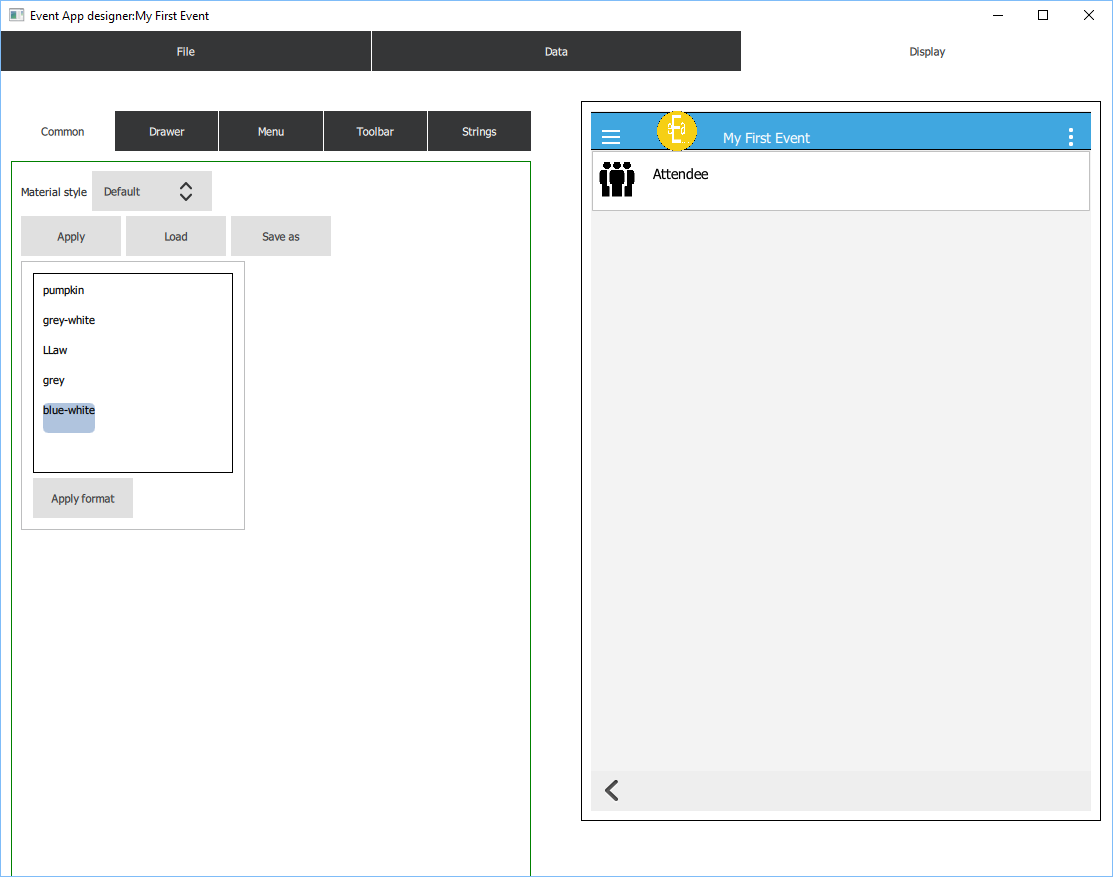 Event App designer:My First Event
File
Data
Display
Common
Drawer
Menu
Toolbar
Strings
Material style
Default
Apply
Load
Save as
pumpkin
grey-white
LLaw
grey
blue-white
Apply format
My First Event
Attendee